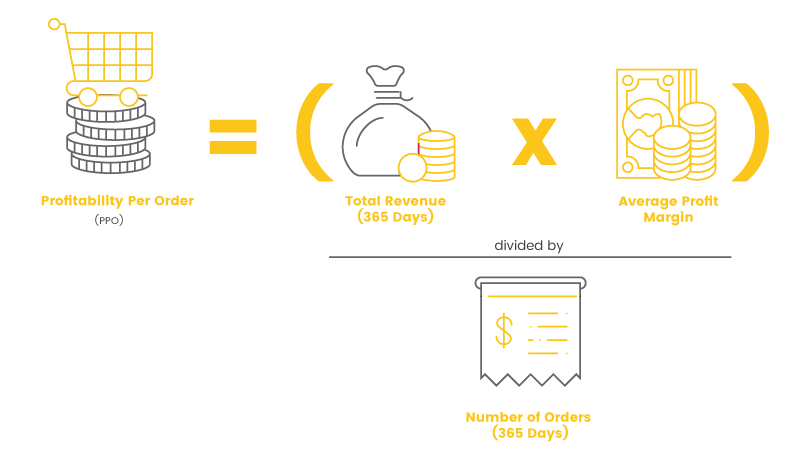 Profitability Per Order
(PPO)
=
(
x
)
Total Revenue
(365 Days)
Average Profit
Margin
divided by
$
Number of Orders
(365 Days)